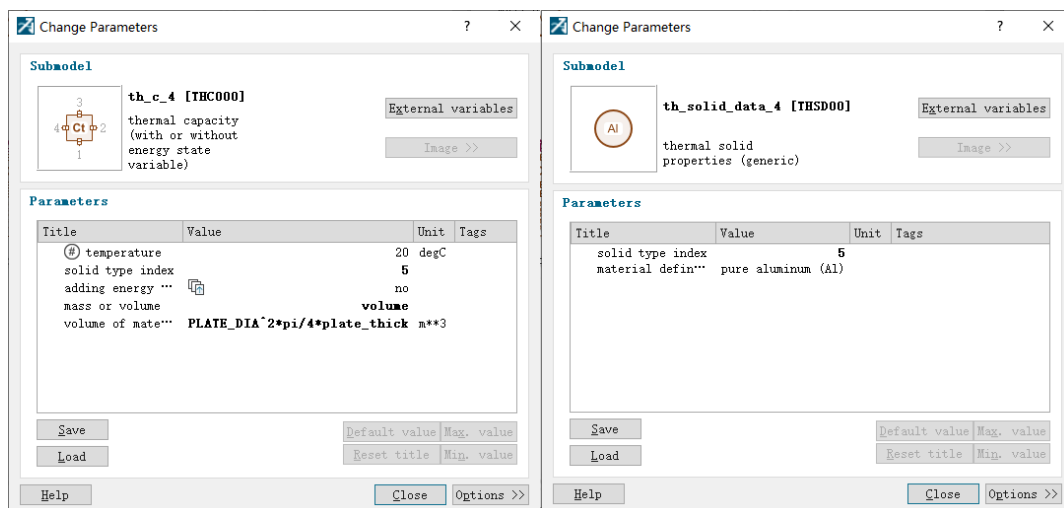 Change Parameters ? ×
Submodel
3
4 Ct 2
1
th_c_4 [THC000]
thermal capacity
(with or without
energy state
variable)
External variables
Image >>
Parameters
Title Value Unit Tags
# temperature 20 degC
solid type index 5
adding energy ··· no
mass or volume volume
volume of mate··· PLATE_DIA^2*pi/4*plate_thick m**3
Save
Load
Default value Max. value
Reset title Min. value
Help
Close
Options >>
Change Parameters ? ×
Submodel
Al
th_solid_data_4 [THSD00]
thermal solid
properties (generic)
External variables
Image >>
Parameters
Title Value Unit Tags
solid type index 5
material defin··· pure aluminum (Al)
Save
Load
Default value Max. value
Reset title Min. value
Help
Close
Options >>